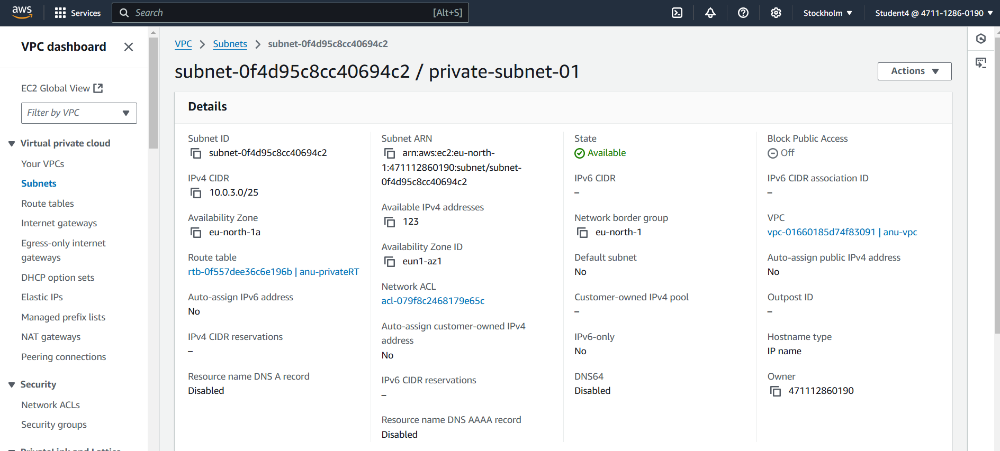 aws
Services
Search
[Alt+S]
Stockholm
Student4 @ 4711-1286-0190
VPC dashboard
EC2 Global View
Filter by VPC
Virtual private cloud
Your VPCs
Subnets
Route tables
Internet gateways
Egress-only internet
gateways
DHCP option sets
Elastic IPs
Managed prefix lists
NAT gateways
Peering connections
Security
Network ACLs
Security groups
PrivateLink and Lattice
VPC
Subnets
subnet-0f4d95c8cc40694c2
subnet-0f4d95c8cc40694c2 / private-subnet-01
Actions
Details
Subnet ID
subnet-0f4d95c8cc40694c2
IPv4 CIDR
10.0.3.0/25
Availability Zone
eu-north-1a
Route table
rtb-0f557dee36c6e196b | anu-privateRT
Auto-assign IPv6 address
No
IPv4 CIDR reservations
–
Resource name DNS A record
Disabled
Subnet ARN
arn:aws:ec2:eu-north-
1:471112860190:subnet/subnet-
0f4d95c8cc40694c2
Available IPv4 addresses
123
Availability Zone ID
eun1-az1
Network ACL
acl-079f8c2468179e65c
Auto-assign customer-owned IPv4
address
No
IPv6 CIDR reservations
–
Resource name DNS AAAA record
Disabled
State
Available
IPv6 CIDR
–
Network border group
eu-north-1
Default subnet
No
Customer-owned IPv4 pool
–
IPv6-only
No
DNS64
Disabled
Block Public Access
Off
IPv6 CIDR association ID
–
VPC
vpc-01660185d74f83091 | anu-vpc
Auto-assign public IPv4 address
No
Outpost ID
–
Hostname type
IP name
Owner
471112860190